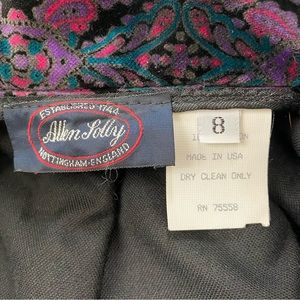 ESTABLISHED 1744
Allen Solly
NOTTINGHAM-ENGLAND
8
MADE IN USA
DRY CLEAN ONLY
RN 75558